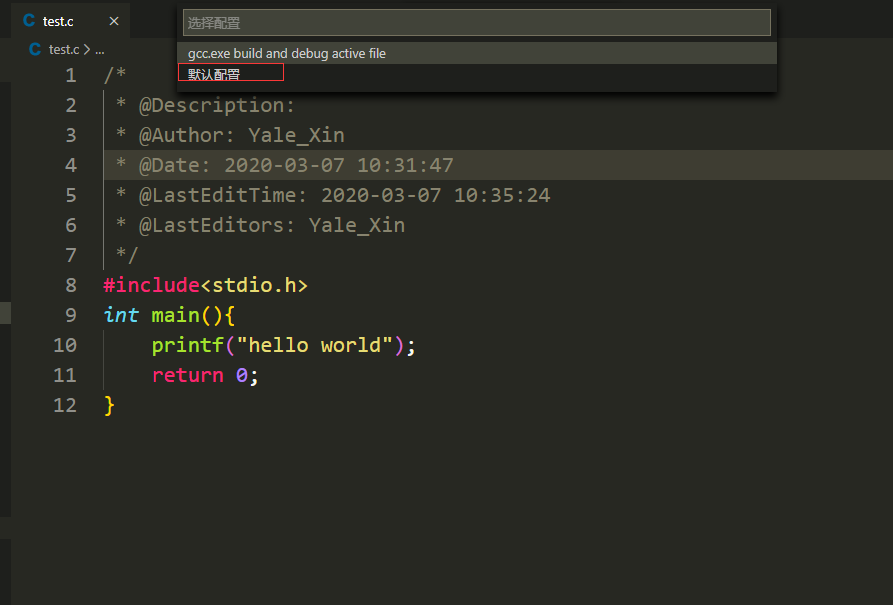 C test.c ×
选择配置
C test.c > ...
gcc.exe build and debug active file
默认配置
1 /*
2 * @Description:
3 * @Author: Yale_Xin
4 * @Date: 2020-03-07 10:31:47
5 * @LastEditTime: 2020-03-07 10:35:24
6 * @LastEditors: Yale_Xin
7 */
8 #include<stdio.h>
9 int main(){
10 printf("hello world");
11 return 0;
12 }